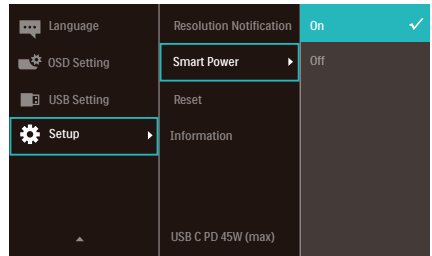 Language
OSD Setting
USB Setting
Setup
Resolution Notification
Smart Power
Reset
Information
USB C PD 45W (max)
On
Off